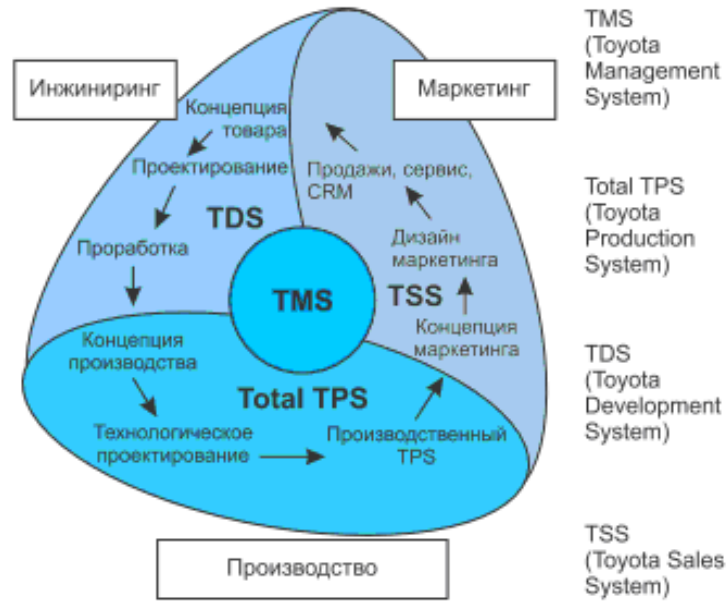 Инжиниринг
Маркетинг
Концепция
товара
Проектирование
TDS
Проработка
Концепция
производства
Total TPS
Технологическое
проектирование
Производственный
TPS
Концепция
маркетинга
TSS
Дизайн
маркетинга
Продажи, сервис,
CRM
TMS
Производство
TMS
(Toyota
Management
System)
Total TPS
(Toyota
Production
System)
TDS
(Toyota
Development
System)
TSS
(Toyota Sales
System)